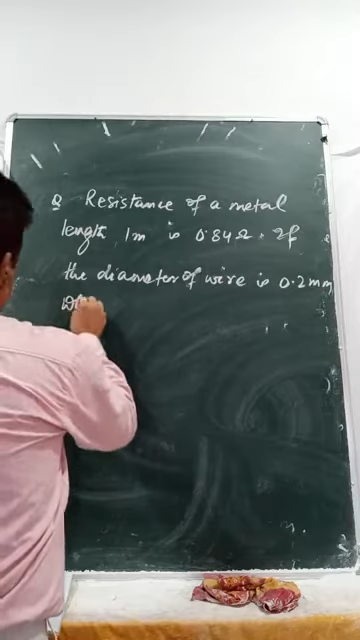 Q Resistance of a metal
length 1m is 0.84Ω. If
the diameter of wire is 0.2mm